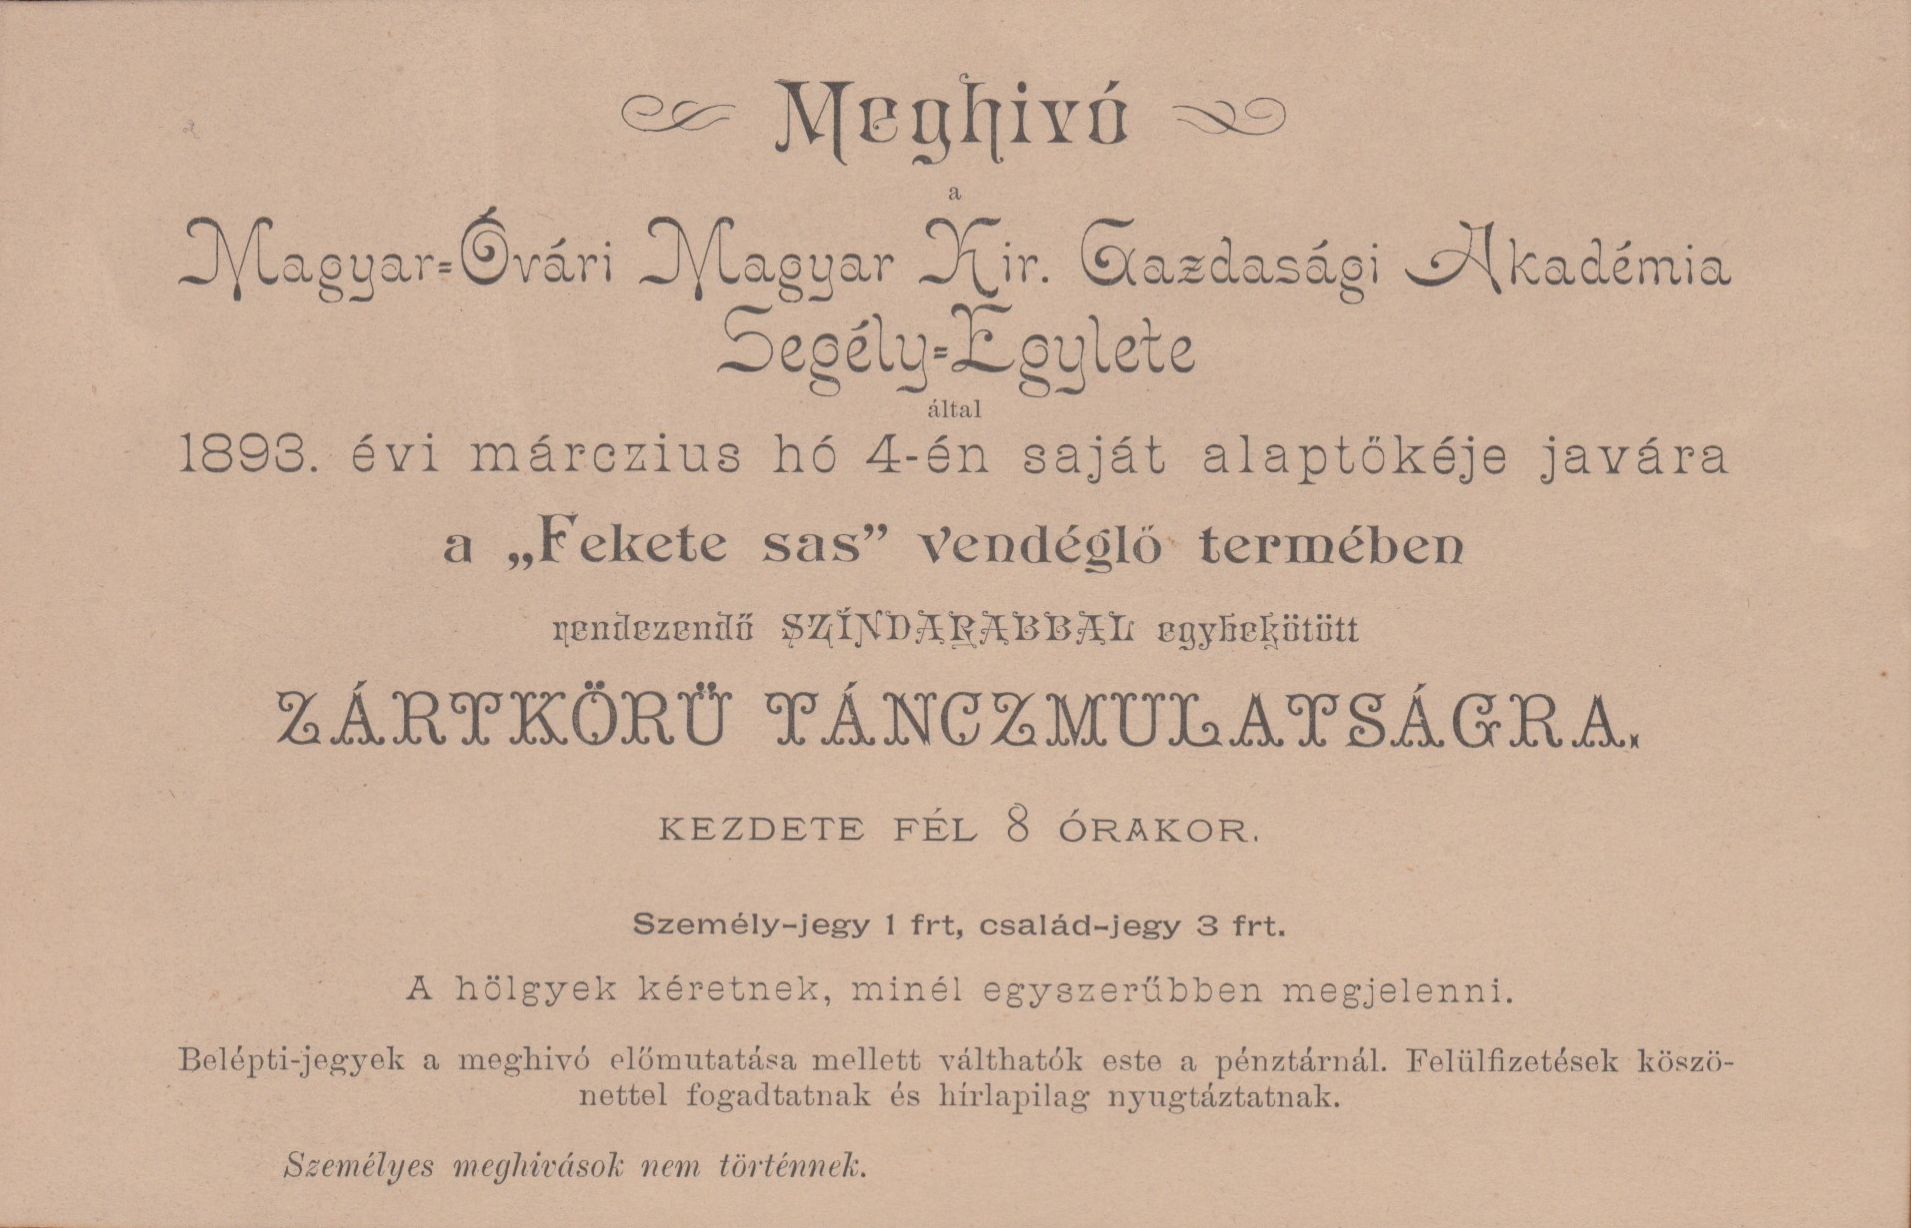 Meghivó
a
Magyar-Óvári Magyar Kir. Gazdasági Akadémia
Segély-Egylete
által
1893. évi márczius hó 4-én saját alaptőkéje javára
a „Fekete sas” vendéglő termében
rendezendő SZÍNDARABBAL egybekötött
ZÁRTKÖRÜ TÁNCZMULATSÁGRA.
KEZDETE FÉL 8 ÓRAKOR.
Személy-jegy 1 frt, család-jegy 3 frt.
A hölgyek kéretnek, minél egyszerűbben megjelenni.
Belépti-jegyek a meghivó előmutatása mellett válthatók este a pénztárnál. Felülfizetések köszö-
nettel fogadtatnak és hírlapilag nyugtáztatnak.
Személyes meghivások nem történnek.